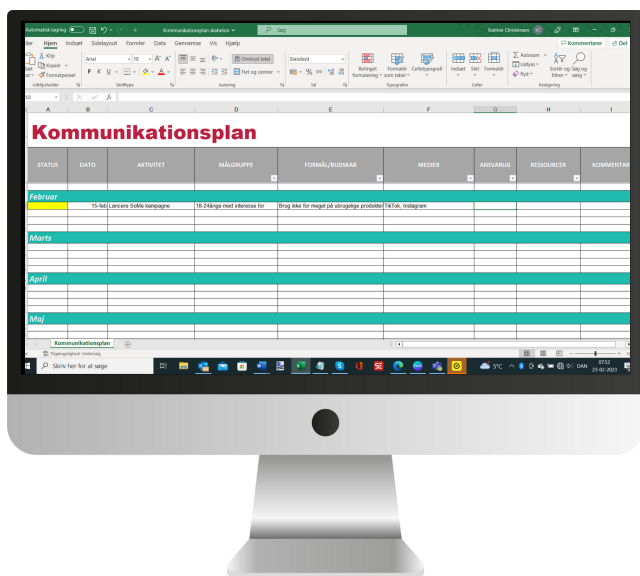 Automatisk lagring Kommunikationsplan skabelon Søg Katrine Christensen KC
Hjem Indsæt Sidelayout Formler Data Gennemse Vis Hjælp Kommentarer Del
Klip Arial 10 Ombryd tekst Standard Autosum
Kopiér Udfyld
Formatpensel F K U Flet og centrer Ryd
Betinget formatering Formatér som tabel Celletypografi Indsæt Slet Formatér Sortér og filtrer Søg og vælg
Udklipsholder Skrifttype Justering Tal Typografier Celler Redigering
A B C D E F G H I
Kommunikationsplan
STATUS DATO AKTIVITET MÅLGRUPPE FORMÅL/BUDSKAB MEDIER ANSVARLIG RESSOURCER KOMMENTAR
Februar
15-feb Lancere SoMe kampagne 18-24årige med interesse for Brug ikke for meget på ubrugelige produkter TikTok, Instagram
Marts
April
Maj
Kommunikationsplan
Tilgængelighed: Undersøg
Skriv her for at søge 5°C DAN 07:52
23-02-2023